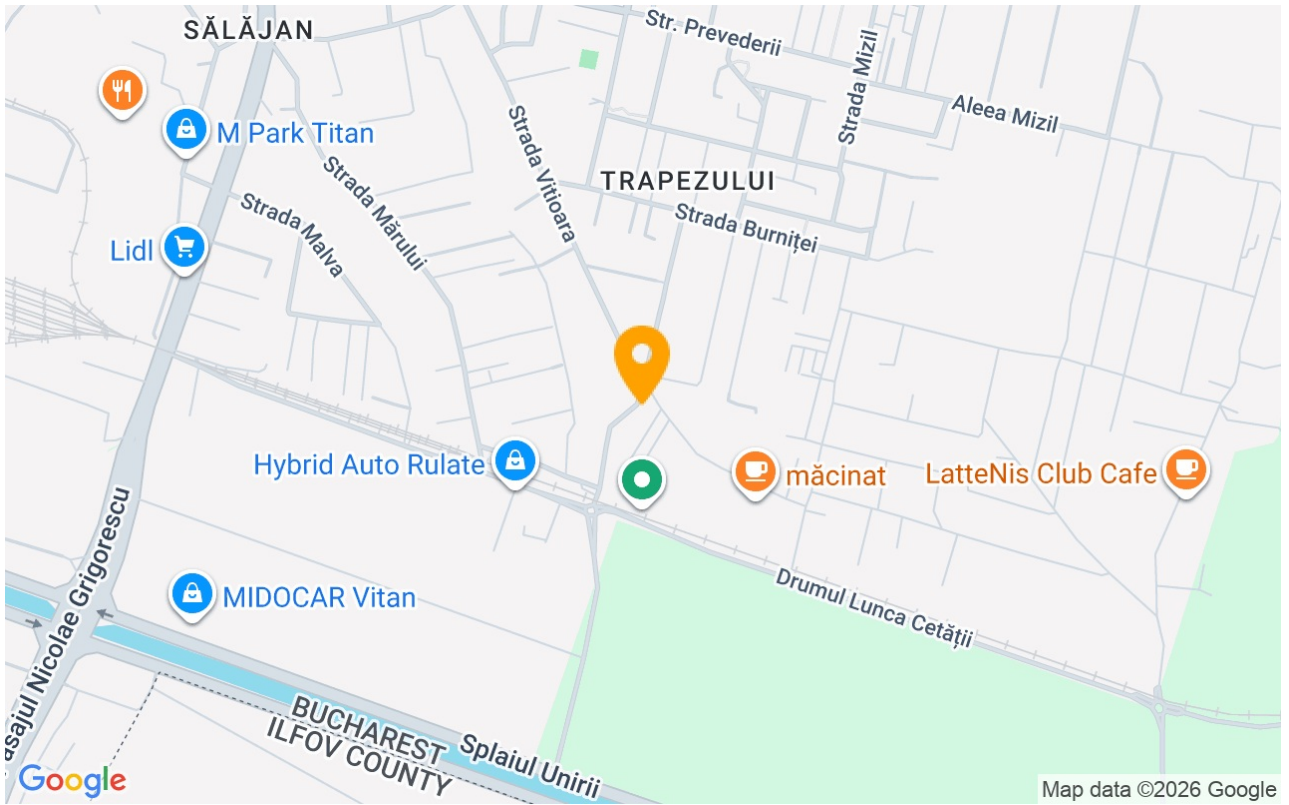 SĂLĂJAN
Str. Prevederii
Strada Mizil
Aleea Mizil
M Park Titan
Strada Vitioara
Strada Mărului
TRAPEZULUI
Strada Malva
Strada Burniței
Lidl
Hybrid Auto Rulate
măcinat
LatteNis Club Cafe
asajul Nicolae Grigorescu
MIDOCAR Vitan
Drumul Lunca Cetății
BUCHAREST
ILFOV COUNTY
Splaiul Unirii
Google
Map data ©2026 Google